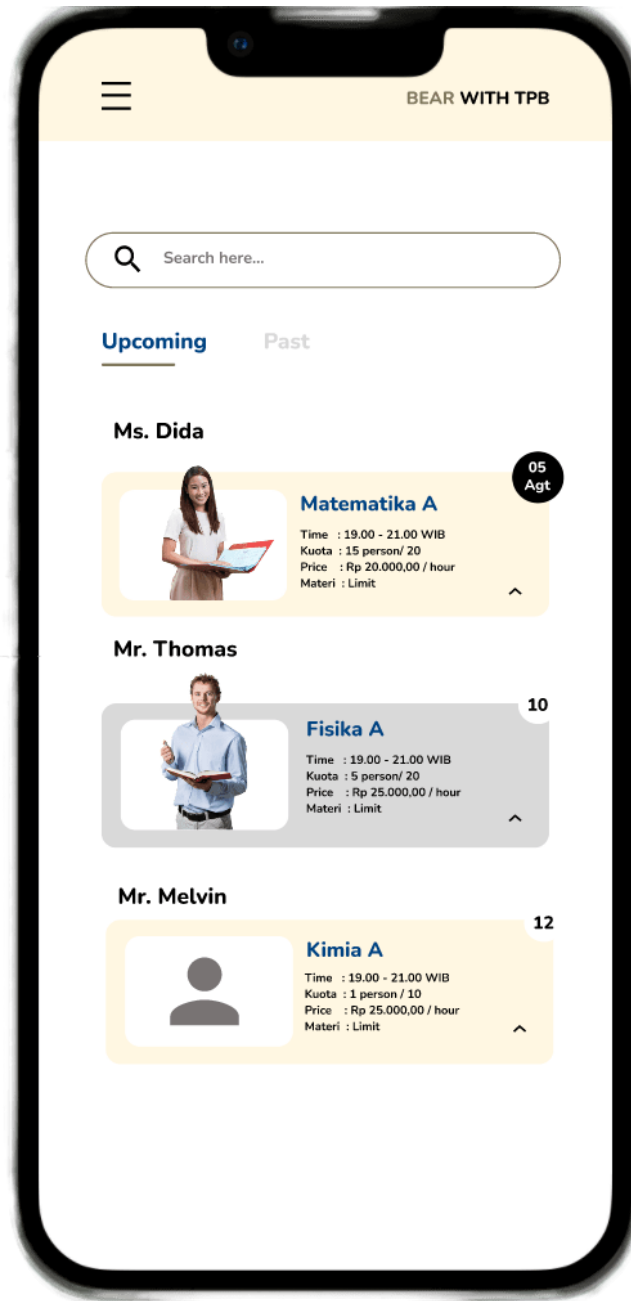 BEAR WITH TPB
Search here...
Upcoming Past
Ms. Dida
05
Agt
Matematika A
Time : 19.00 - 21.00 WIB
Kuota : 15 person/ 20
Price : Rp 20.000,00 / hour
Materi : Limit
Mr. Thomas
10
Fisika A
Time : 19.00 - 21.00 WIB
Kuota : 5 person/ 20
Price : Rp 25.000,00 / hour
Materi : Limit
Mr. Melvin
12
Kimia A
Time : 19.00 - 21.00 WIB
Kuota : 1 person / 10
Price : Rp 25.000,00 / hour
Materi : Limit